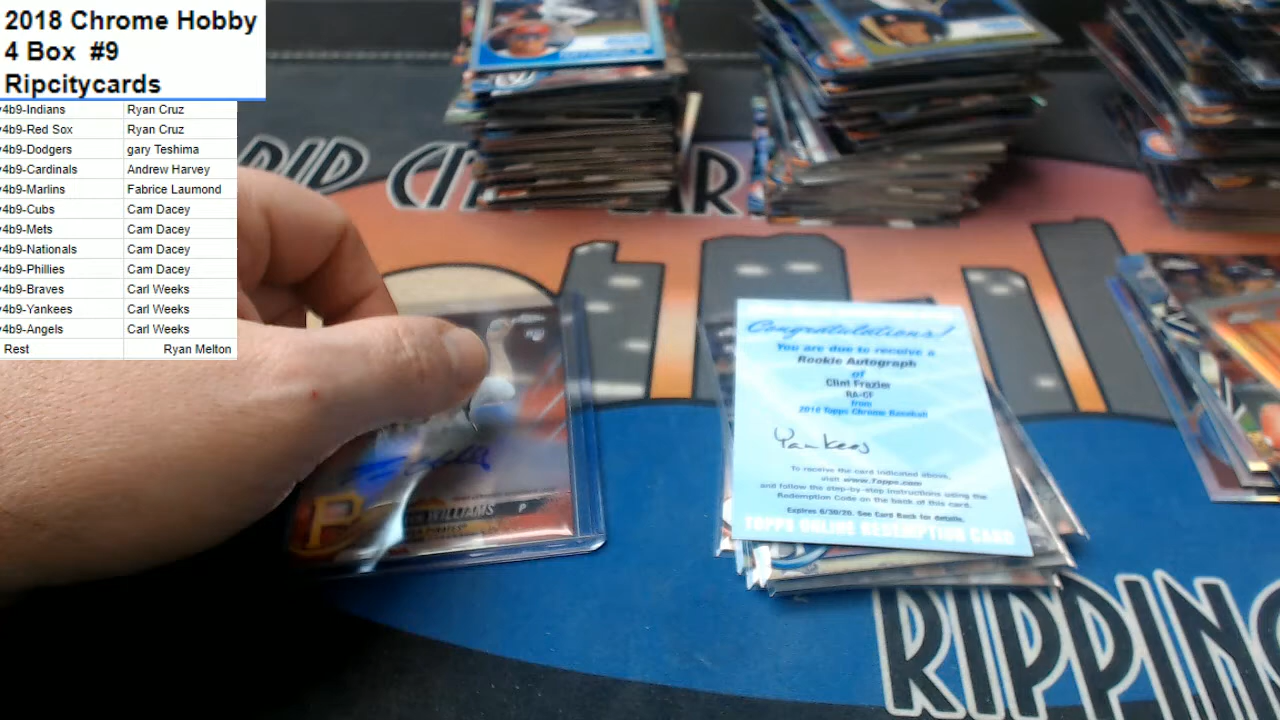 2018 Chrome Hobby
4 Box #9
Ripcitycards
4b9-Indians Ryan Cruz
4b9-Red Sox Ryan Cruz
4b9-Dodgers gary Teshima
4b9-Cardinals Andrew Harvey
4b9-Marlins Fabrice Laumond
4b9-Cubs Cam Dacey
4b9-Mets Cam Dacey
4b9-Nationals Cam Dacey
4b9-Phillies Cam Dacey
4b9-Braves Carl Weeks
4b9-Yankees Carl Weeks
4b9-Angels Carl Weeks
Rest Ryan Melton
RIP
Congratulations!
You are due to receive a
Rookie Autograph
of
Clint Frazier
RA-CF
from
2018 Topps Chrome Baseball
Yankees
To receive the card indicated above,
visit www.Topps.com
and follow the step-by-step instructions using the
Redemption Code on the back of this card.
Expires 6/30/20. See Card Back for details.
TOPPS ONLINE REDEMPTION CARD
P
WILLIAMS P
RIPPIN